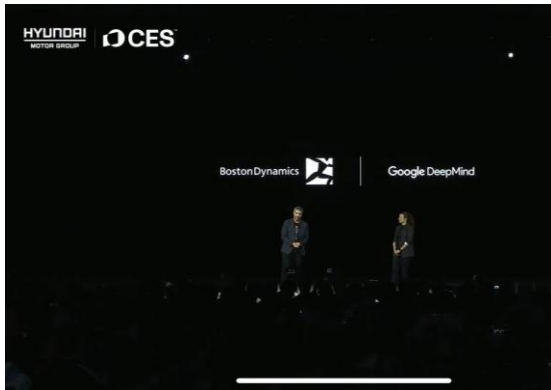 HYUNDAI
MOTOR GROUP
CES
Boston Dynamics
Google DeepMind